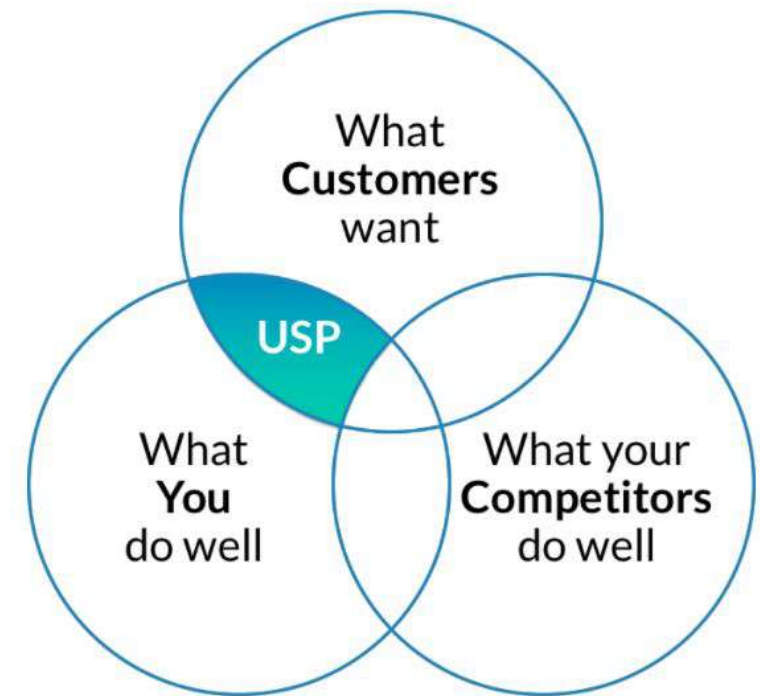 What
Customers
want
USP
What
You
do well
What your
Competitors
do well